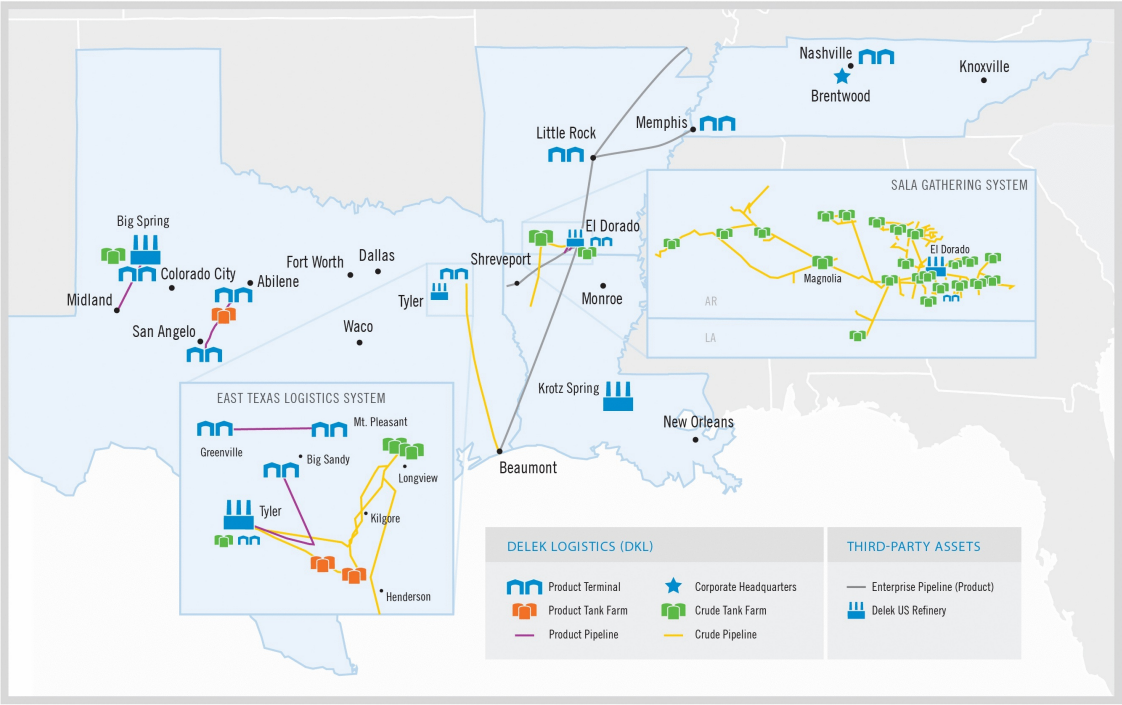 Nashville
Brentwood
Knoxville
Memphis
Little Rock
SALA GATHERING SYSTEM
El Dorado
Magnolia
AR
LA
Big Spring
El Dorado
Fort Worth
Dallas
Shreveport
Colorado City
Abilene
Midland
Tyler
Monroe
San Angelo
Waco
Krotz Spring
New Orleans
Beaumont
EAST TEXAS LOGISTICS SYSTEM
Mt. Pleasant
Greenville
Big Sandy
Longview
Tyler
Kilgore
Henderson
DELEK LOGISTICS (DKL)
Product Terminal
Corporate Headquarters
Product Tank Farm
Crude Tank Farm
Product Pipeline
Crude Pipeline
THIRD-PARTY ASSETS
Enterprise Pipeline (Product)
Delek US Refinery